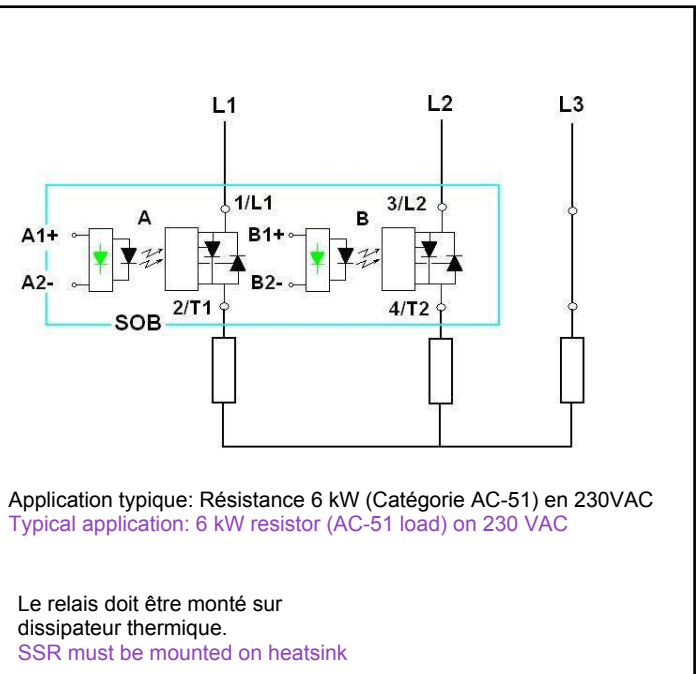 L1 L2 L3
1/L1 3/L2
A B
A1+ B1+
A2- B2-
2/T1 4/T2
SOB
Application typique: Résistance 6 kW (Catégorie AC-51) en 230VAC
Typical application: 6 kW resistor (AC-51 load) on 230 VAC
Le relais doit être monté sur
dissipateur thermique.
SSR must be mounted on heatsink